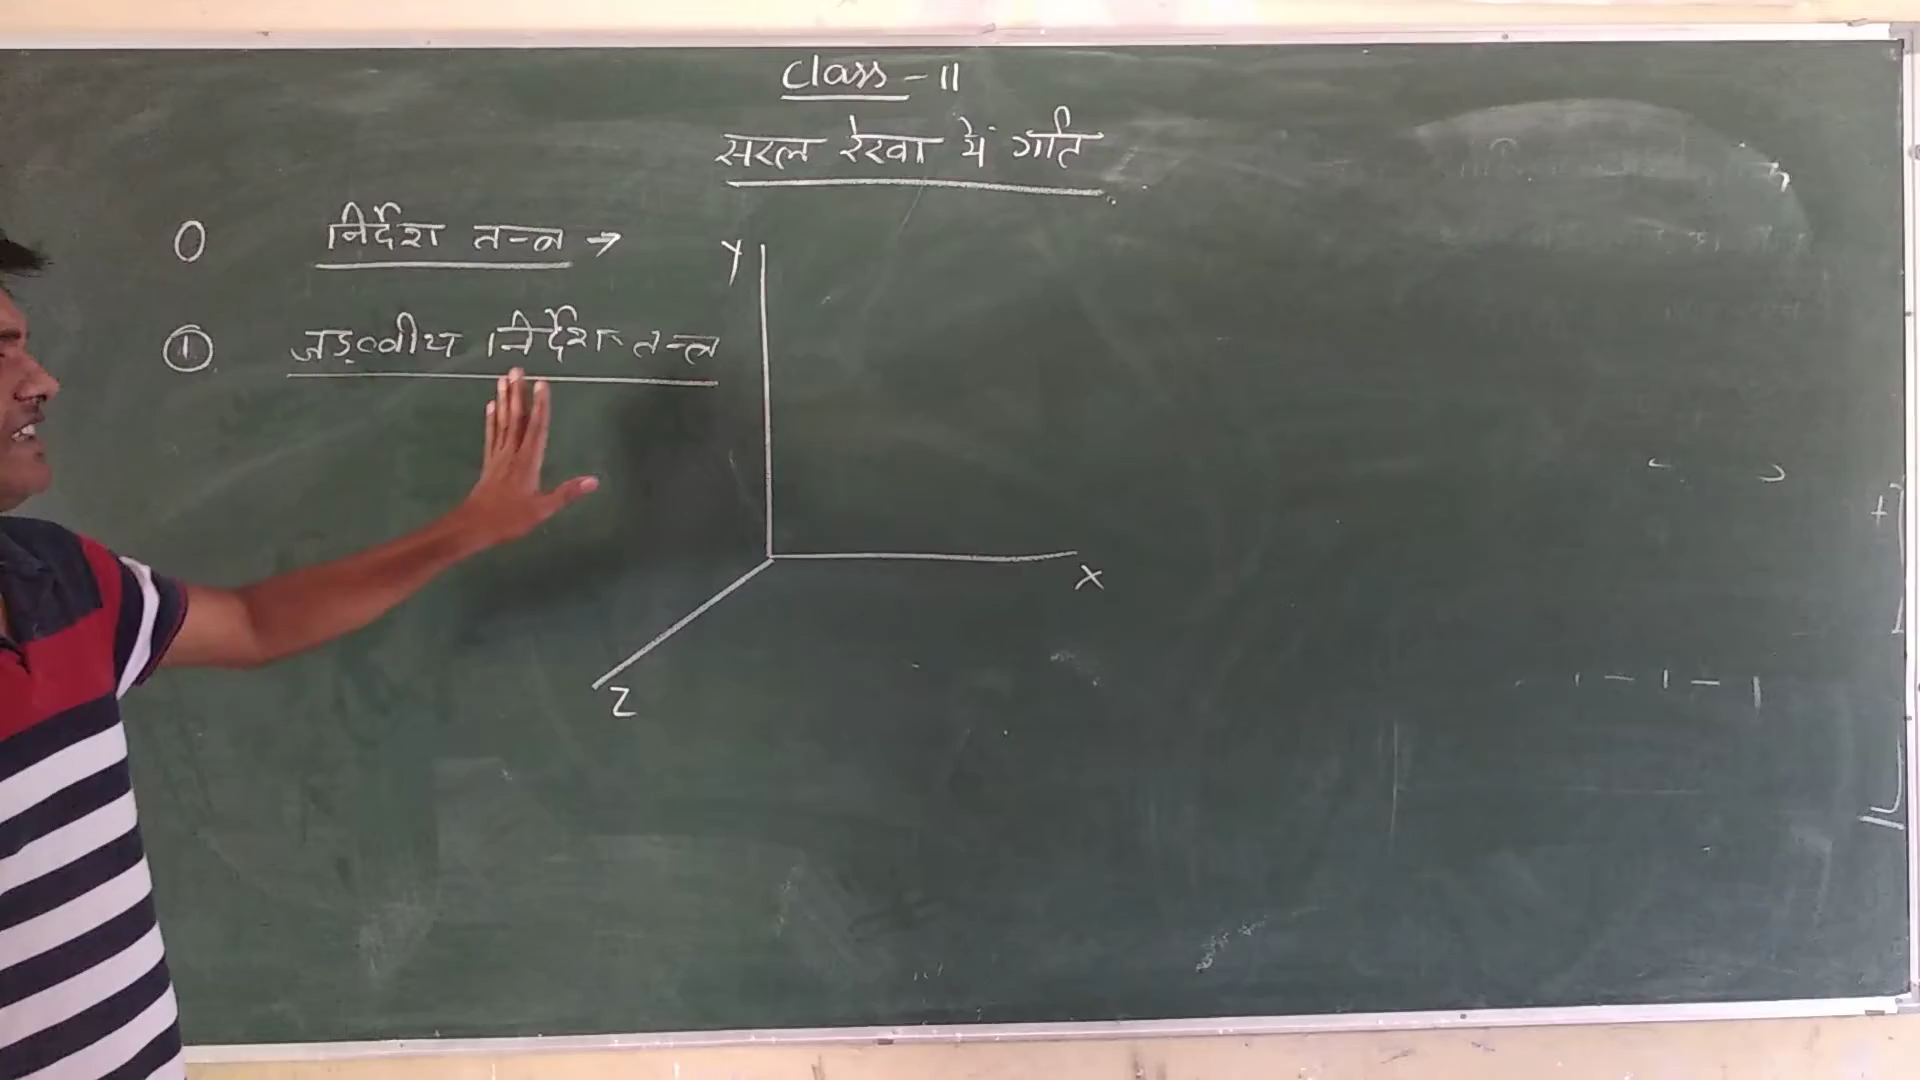 Class - 11
सरल रेखा में गति
0 निर्देश तन्त्र →
① जड़त्वीय निर्देश तन्त्र
Y
X
Z